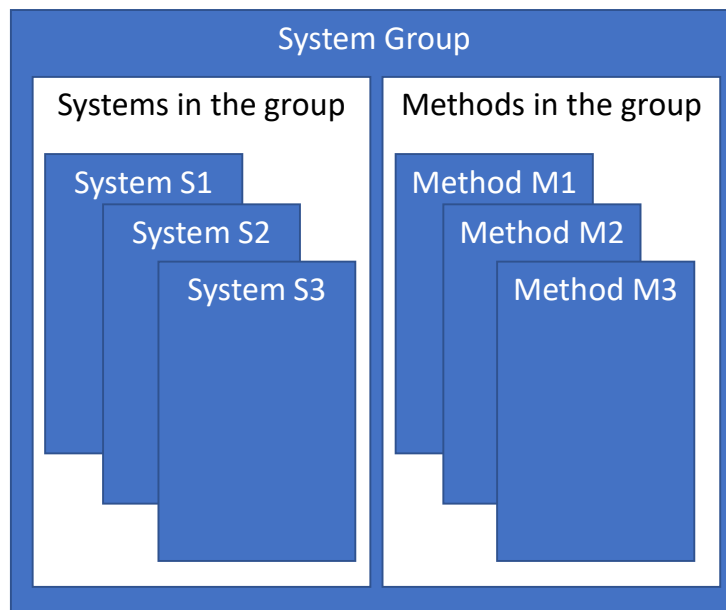 System Group
Systems in the group
Methods in the group
System S1
System S2
System S3
Method M1
Method M2
Method M3